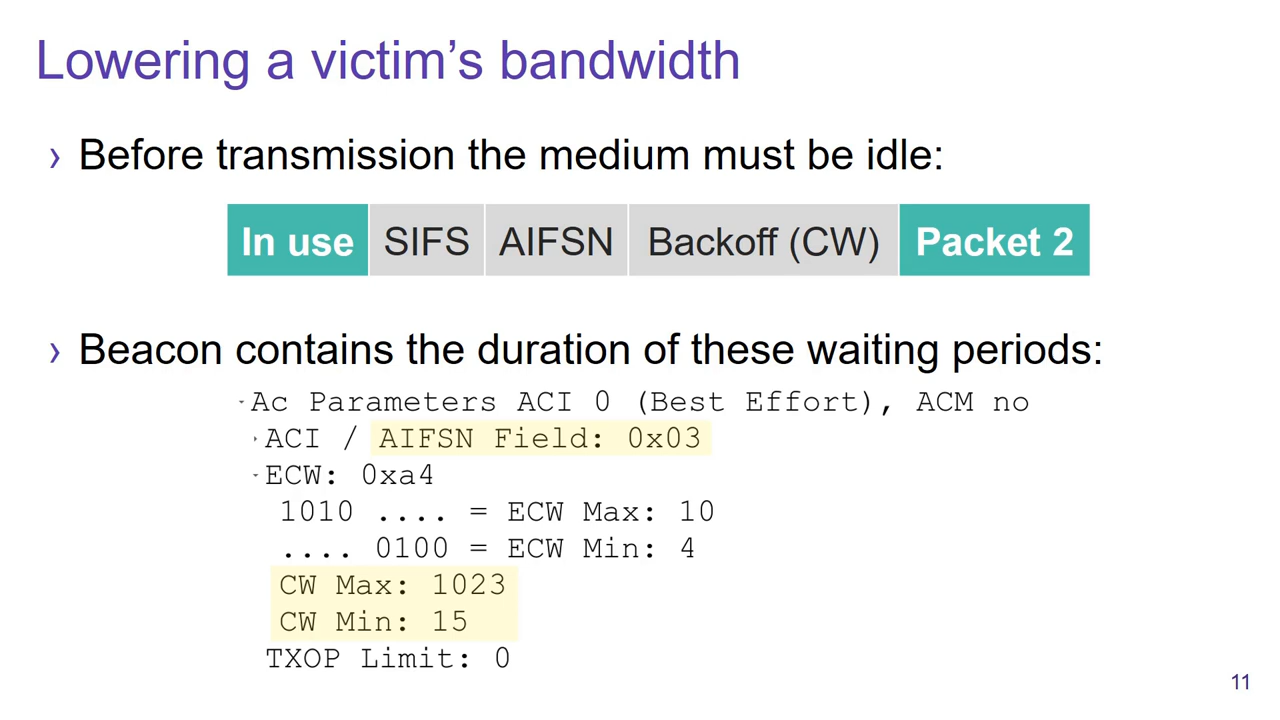 Lowering a victim’s bandwidth
› Before transmission the medium must be idle:
In use SIFS AIFSN Backoff (CW) Packet 2
› Beacon contains the duration of these waiting periods:
Ac Parameters ACI 0 (Best Effort), ACM no
ACI / AIFSN Field: 0x03
ECW: 0xa4
1010 .... = ECW Max: 10
.... 0100 = ECW Min: 4
CW Max: 1023
CW Min: 15
TXOP Limit: 0
11